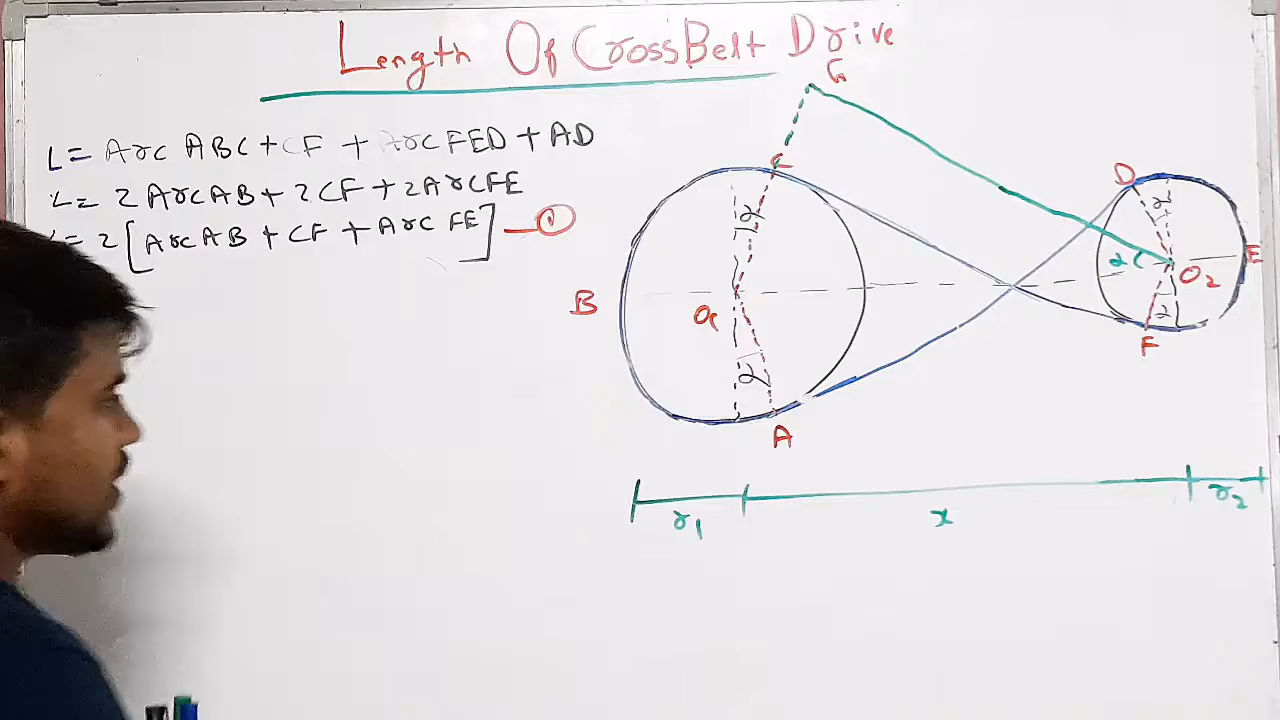 Length Of CrossBelt Drive
L = Arc ABC + CF + Arc FED + AD
L = 2 Arc AB + 2 CF + 2 Arc FE
= 2 [Arc AB + CF + Arc FE] — ①
G
C
D
α
α
B
O1
α
O2
E
α
α
F
A
r1
x
r2